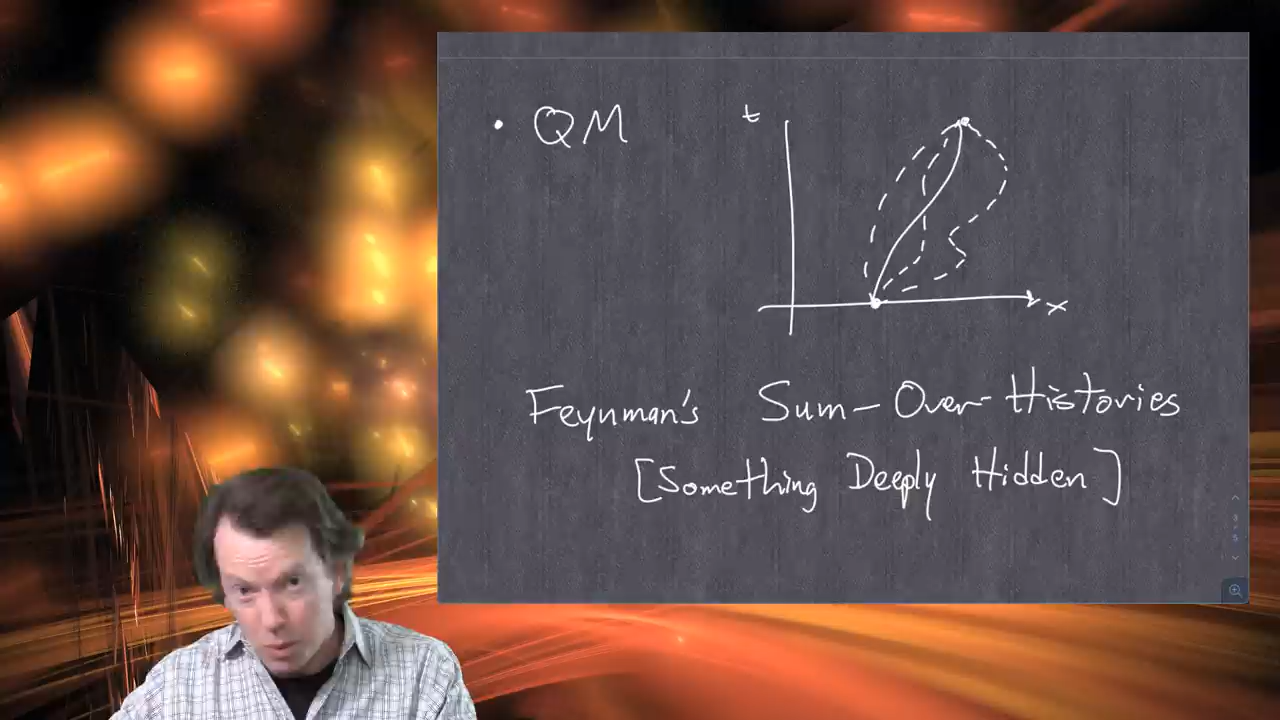 • QM
t
x
Feynman's Sum-Over-Histories
[Something Deeply Hidden]